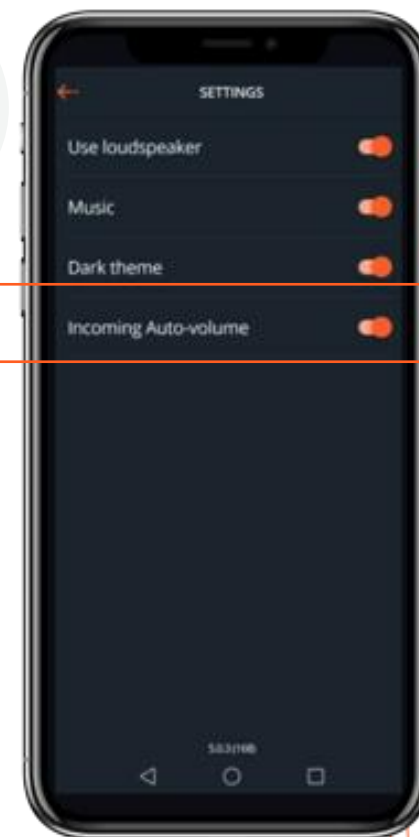 SETTINGS
Use loudspeaker
Music
Dark theme
Incoming Auto-volume